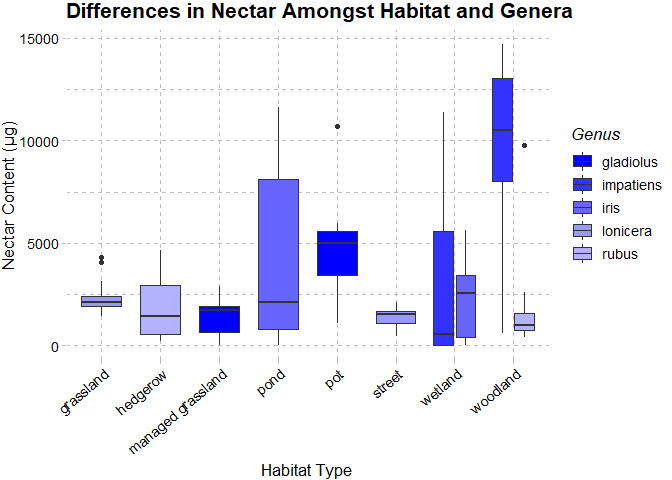 Differences in Nectar Amongst Habitat and Genera
15000
10000
5000
0
Nectar Content (µg)
grassland
hedgerow
managed grassland
pond
pot
street
wetland
woodland
Habitat Type
Genus
gladiolus
impatiens
iris
lonicera
rubus